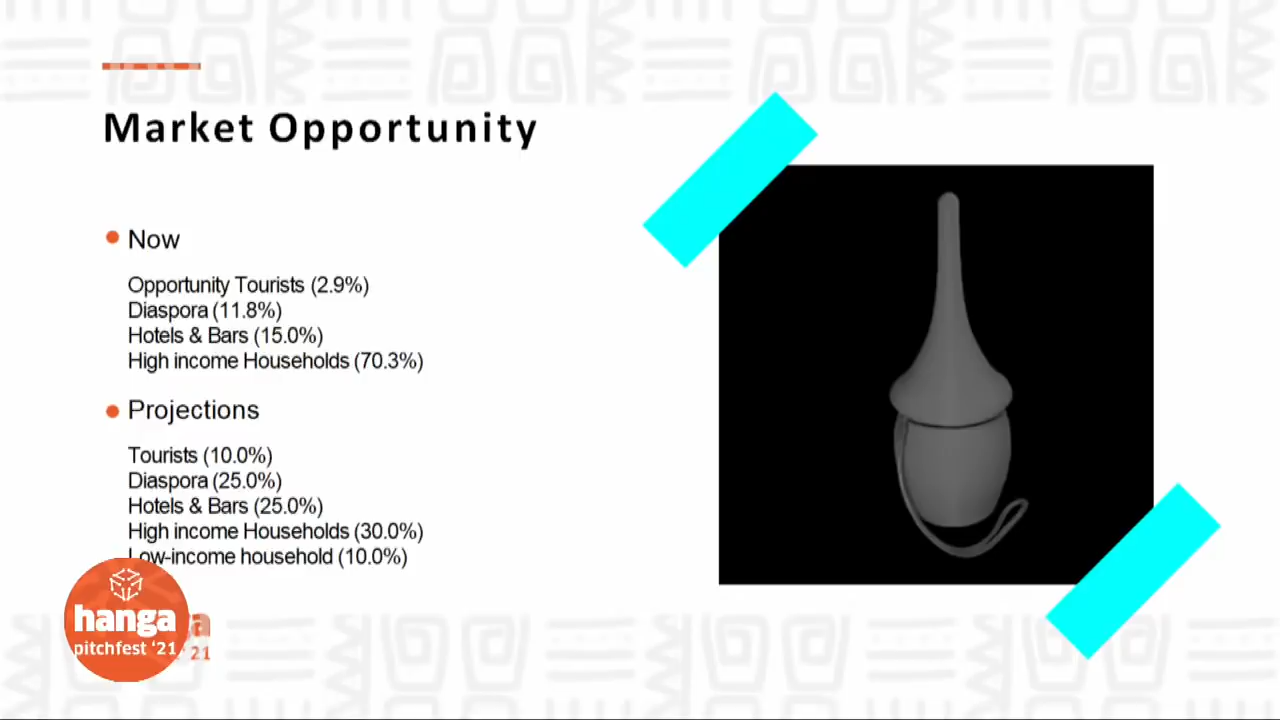 Market Opportunity
Now
Opportunity Tourists (2.9%)
Diaspora (11.8%)
Hotels & Bars (15.0%)
High income Households (70.3%)
Projections
Tourists (10.0%)
Diaspora (25.0%)
Hotels & Bars (25.0%)
High income Households (30.0%)
Low-income household (10.0%)
hanga
pitchfest '21
a
'21